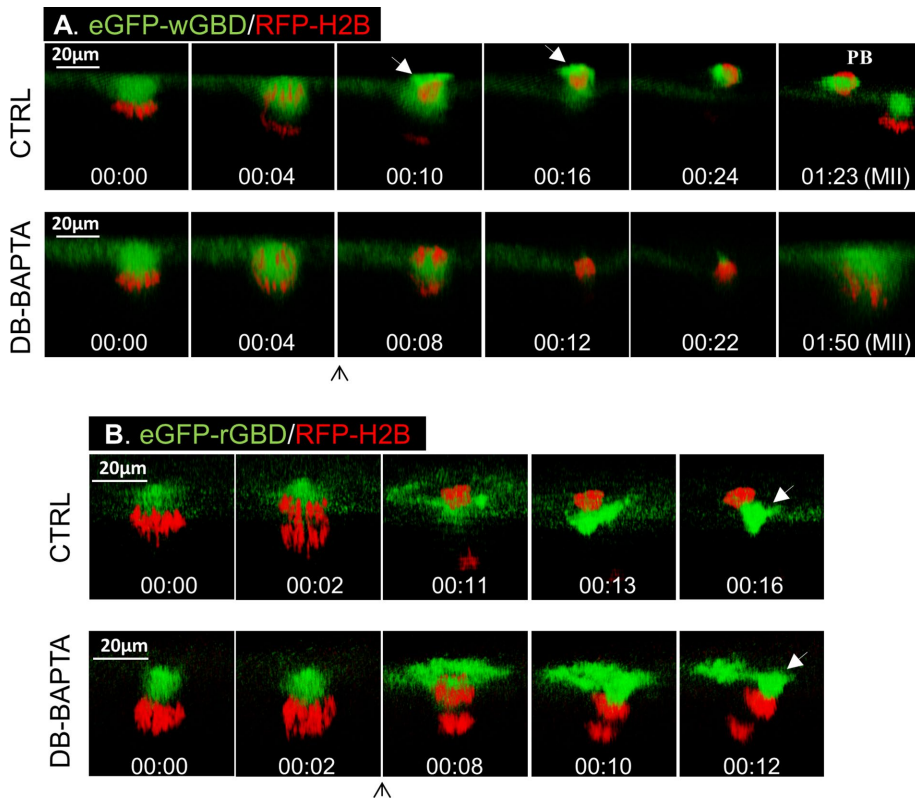 A. eGFP-wGBD/RFP-H2B
20µm
PB
CTRL
00:00 00:04 00:10 00:16 00:24 01:23 (MII)
20µm
DB-BAPTA
00:00 00:04 00:08 00:12 00:22 01:50 (MII)
B. eGFP-rGBD/RFP-H2B
20µm
CTRL
00:00 00:02 00:11 00:13 00:16
20µm
DB-BAPTA
00:00 00:02 00:08 00:10 00:12